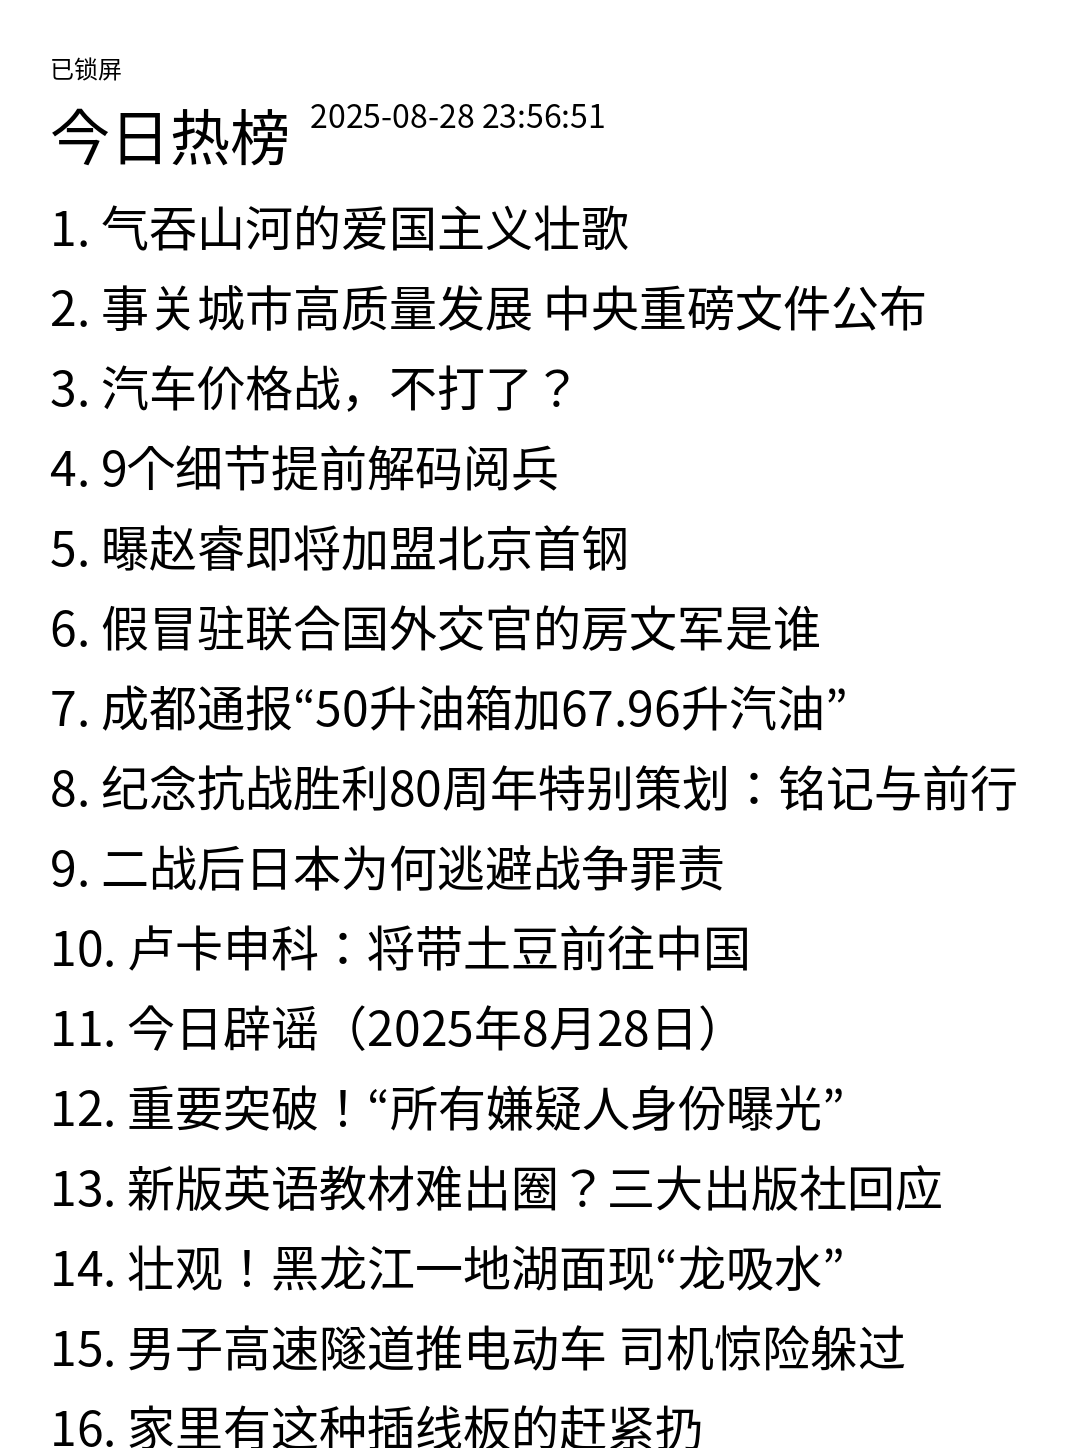 已锁屏
今日热榜 2025-08-28 23:56:51
1. 气吞山河的爱国主义壮歌
2. 事关城市高质量发展 中央重磅文件公布
3. 汽车价格战，不打了？
4. 9个细节提前解码阅兵
5. 曝赵睿即将加盟北京首钢
6. 假冒驻联合国外交官的房文军是谁
7. 成都通报“50升油箱加67.96升汽油”
8. 纪念抗战胜利80周年特别策划：铭记与前行
9. 二战后日本为何逃避战争罪责
10. 卢卡申科：将带土豆前往中国
11. 今日辟谣（2025年8月28日）
12. 重要突破！“所有嫌疑人身份曝光”
13. 新版英语教材难出圈？三大出版社回应
14. 壮观！黑龙江一地湖面现“龙吸水”
15. 男子高速隧道推电动车 司机惊险躲过
16. 家里有这种插线板的赶紧扔